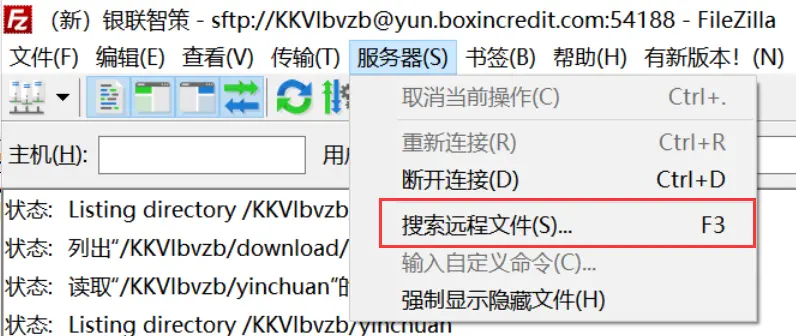 （新）银联智策 - sftp://KKVlbvzb@yun.boxincredit.com:54188 - FileZilla
文件(F) 编辑(E) 查看(V) 传输(T) 服务器(S) 书签(B) 帮助(H) 有新版本！(N)
取消当前操作(C) Ctrl+.
重新连接(R) Ctrl+R
主机(H): 用户
断开连接(D) Ctrl+D
状态: Listing directory /KKVlbvzb
搜索远程文件(S)... F3
状态: 列出“/KKVlbvzb/download/
输入自定义命令(C)...
状态: 读取“/KKVlbvzb/yinchuan”的
强制显示隐藏文件(H)
状态: Listing directory /KKVlbvzb/yinchuan